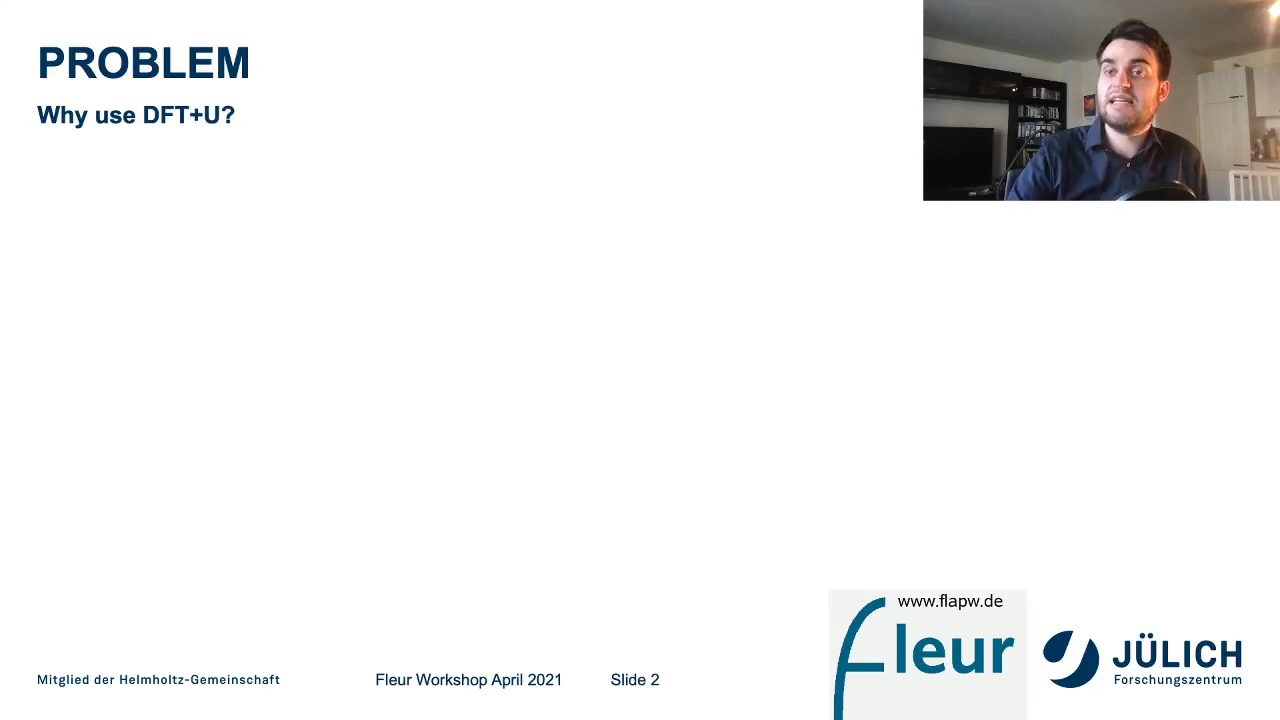 PROBLEM
Why use DFT+U?
www.flapw.de
fleur
JÜLICH
Forschungszentrum
Mitglied der Helmholtz-Gemeinschaft
Fleur Workshop April 2021
Slide 2